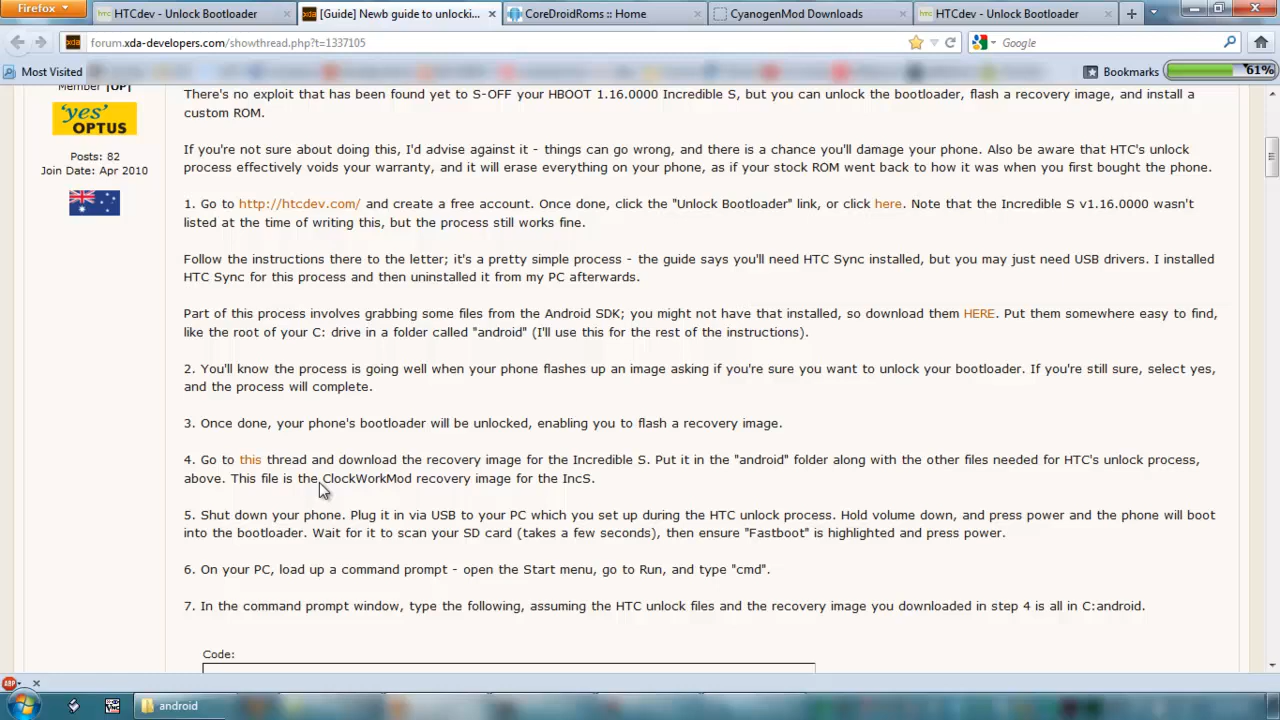 Firefox
HTCdev - Unlock Bootloader
[Guide] Newb guide to unlocki...
CoreDroidRoms :: Home
CyanogenMod Downloads
HTCdev - Unlock Bootloader
forum.xda-developers.com/showthread.php?t=1337105
Google
Most Visited
Bookmarks
61%
Member [OP]
'yes'
OPTUS
Posts: 82
Join Date: Apr 2010
There's no exploit that has been found yet to S-OFF your HBOOT 1.16.0000 Incredible S, but you can unlock the bootloader, flash a recovery image, and install a
custom ROM.
If you're not sure about doing this, I'd advise against it - things can go wrong, and there is a chance you'll damage your phone. Also be aware that HTC's unlock
process effectively voids your warranty, and it will erase everything on your phone, as if your stock ROM went back to how it was when you first bought the phone.
1. Go to http://htcdev.com/ and create a free account. Once done, click the "Unlock Bootloader" link, or click here. Note that the Incredible S v1.16.0000 wasn't
listed at the time of writing this, but the process still works fine.
Follow the instructions there to the letter; it's a pretty simple process - the guide says you'll need HTC Sync installed, but you may just need USB drivers. I installed
HTC Sync for this process and then uninstalled it from my PC afterwards.
Part of this process involves grabbing some files from the Android SDK; you might not have that installed, so download them HERE. Put them somewhere easy to find,
like the root of your C: drive in a folder called "android" (I'll use this for the rest of the instructions).
2. You'll know the process is going well when your phone flashes up an image asking if you're sure you want to unlock your bootloader. If you're still sure, select yes,
and the process will complete.
3. Once done, your phone's bootloader will be unlocked, enabling you to flash a recovery image.
4. Go to this thread and download the recovery image for the Incredible S. Put it in the "android" folder along with the other files needed for HTC's unlock process,
above. This file is the ClockWorkMod recovery image for the IncS.
5. Shut down your phone. Plug it in via USB to your PC which you set up during the HTC unlock process. Hold volume down, and press power and the phone will boot
into the bootloader. Wait for it to scan your SD card (takes a few seconds), then ensure "Fastboot" is highlighted and press power.
6. On your PC, load up a command prompt - open the Start menu, go to Run, and type "cmd".
7. In the command prompt window, type the following, assuming the HTC unlock files and the recovery image you downloaded in step 4 is all in C:android.
Code:
ABP
android